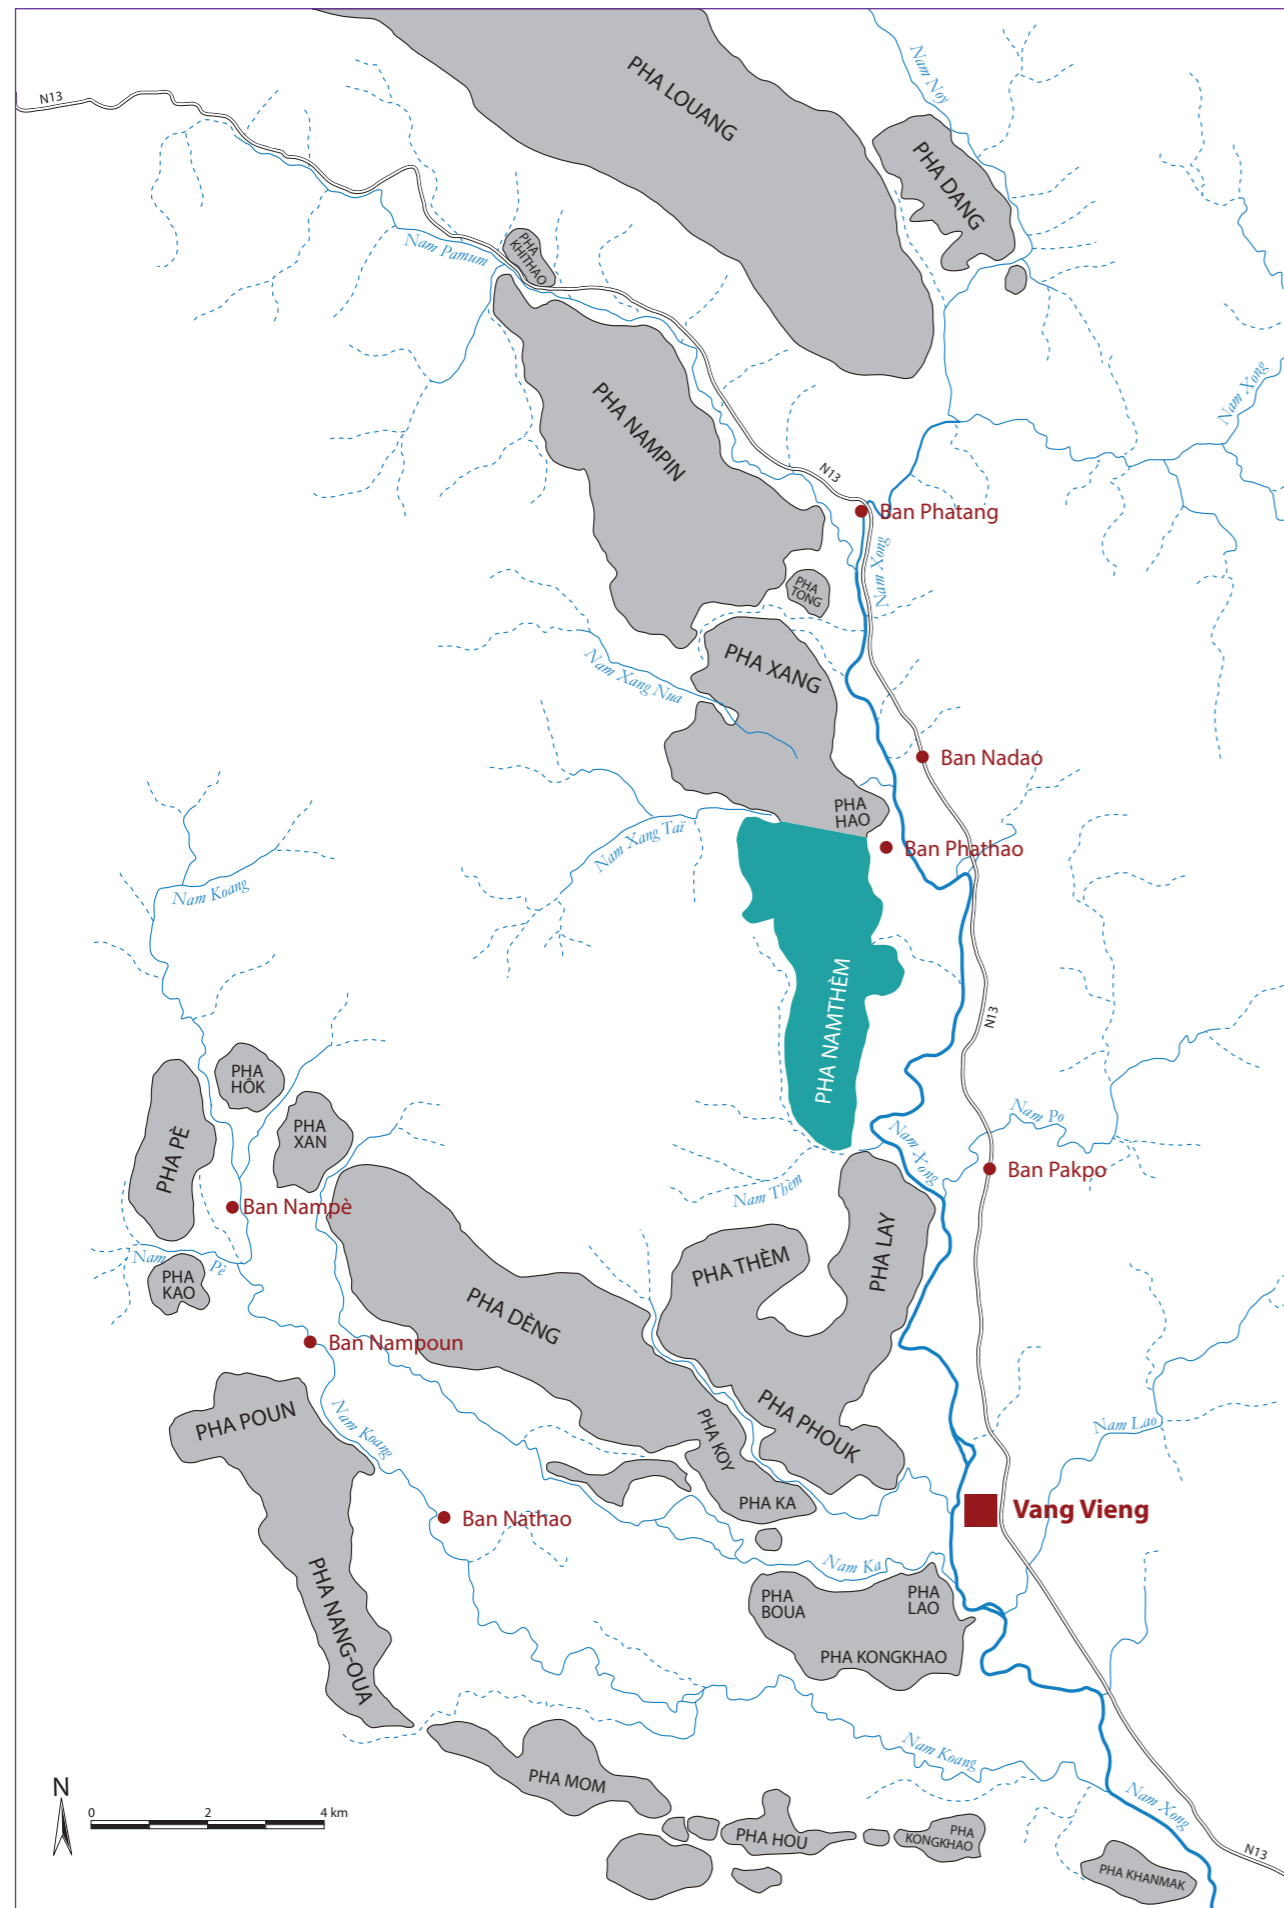 N13
PHA LOUANG
Nam Noy
PHA DANG
Nam Pamum
PHA
KHITHAO
PHA NAMPIN
Nam Xong
N13
Ban Phatang
Nam Xong
PHA
TONG
PHA XANG
Nam Xang Nua
Ban Nadao
PHA
HAO
Nam Xang Taï
Ban Phathao
Nam Koang
PHA NAMTHÈM
N13
PHA
HÔK
PHA
XAN
PHA PÈ
Nam Po
Nam Xong
Ban Pakpo
Nam Thèm
Ban Nampè
Nam Pè
PHA
KAO
PHA THÈM
PHA LAY
PHA DÈNG
Ban Nampoun
PHA POUN
Nam Koang
PHA KOY
PHA PHOUK
Nam Lao
PHA KA
Vang Vieng
Ban Nathao
Nam Ka
PHA NANG-OUA
PHA
BOUA
PHA
LAO
PHA KONGKHAO
Nam Koang
PHA MOM
Nam Xong
N
0 2 4 km
PHA HOU
PHA
KONGKHAO
N13
PHA KHANMAK